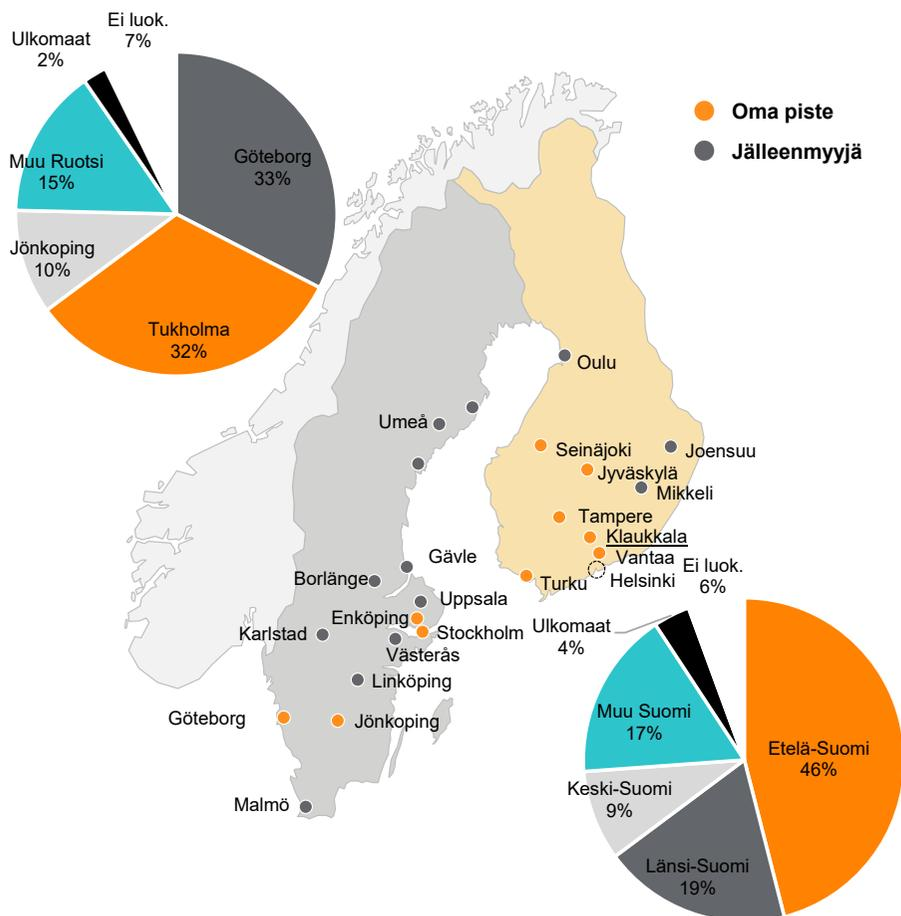 Ei luok.
7%
Ulkomaat
2%
Göteborg
33%
Muu Ruotsi
15%
Jönkoping
10%
Tukholma
32%
Oma piste
Jälleenmyyjä
Oulu
Umeå
Seinäjoki
Joensuu
Jyväskylä
Mikkeli
Tampere
Klaukkala
Vantaa
Helsinki
Turku
Gävle
Borlänge
Uppsala
Enköping
Stockholm
Karlstad
Västerås
Linköping
Göteborg
Jönkoping
Malmö
Ei luok.
6%
Ulkomaat
4%
Muu Suomi
17%
Etelä-Suomi
46%
Keski-Suomi
9%
Länsi-Suomi
19%